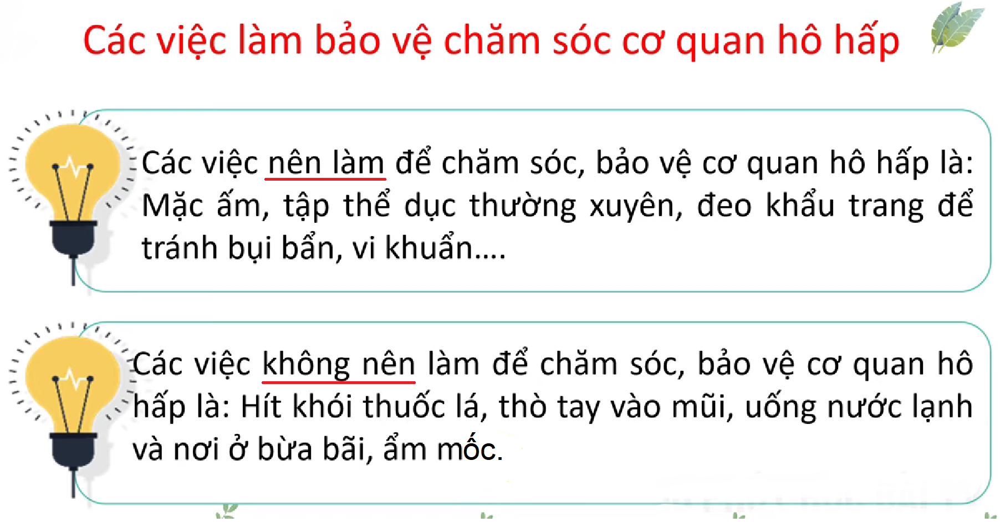 Các việc làm bảo vệ chăm sóc cơ quan hô hấp
Các việc nên làm để chăm sóc, bảo vệ cơ quan hô hấp là:
Mặc ấm, tập thể dục thường xuyên, đeo khẩu trang để
tránh bụi bẩn, vi khuẩn....
Các việc không nên làm để chăm sóc, bảo vệ cơ quan hô
hấp là: Hít khói thuốc lá, thò tay vào mũi, uống nước lạnh
và nơi ở bừa bãi, ẩm mốc.